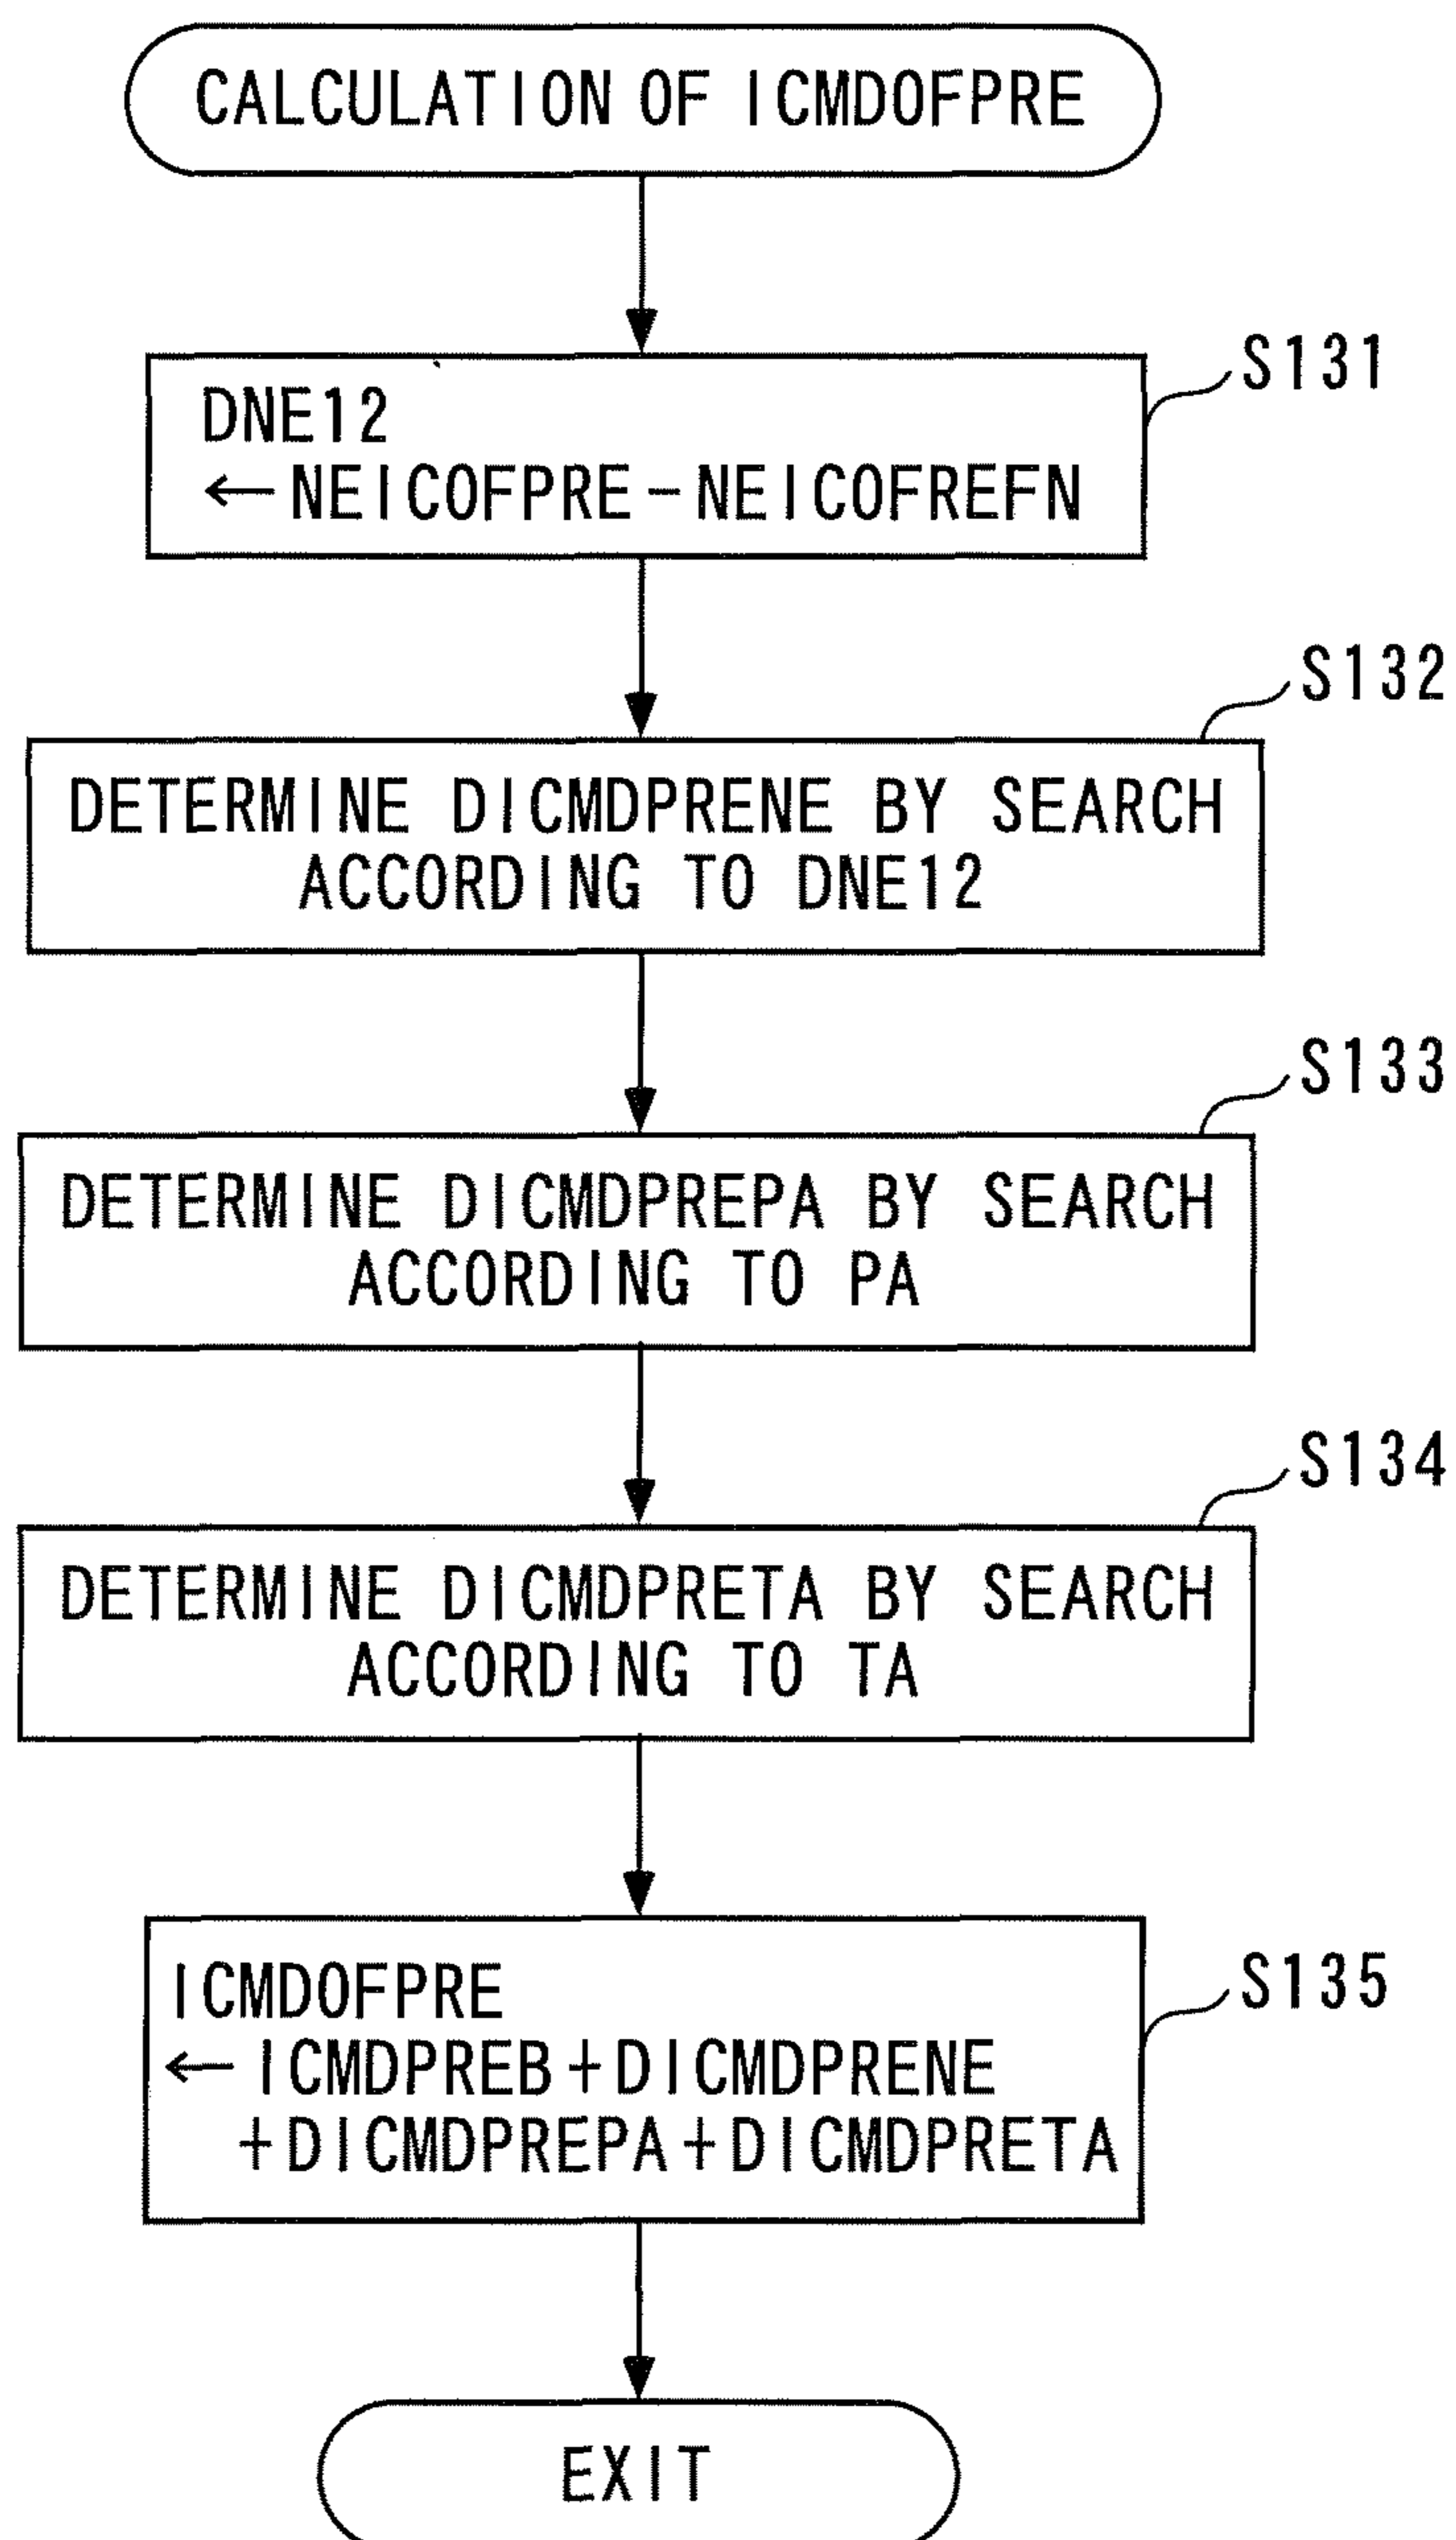 CALCULATION OF ICMDOFPRE
S131
DNE12
←NEICOFPRE-NEICOFREFN
S132
DETERMINE DICMDPRENE BY SEARCH
ACCORDING TO DNE12
S133
DETERMINE DICMDPREPA BY SEARCH
ACCORDING TO PA
S134
DETERMINE DICMDPRETA BY SEARCH
ACCORDING TO TA
S135
ICMDOFPRE
←ICMDPREB+DICMDPRENE
+DICMDPREPA+DICMDPRETA
EXIT